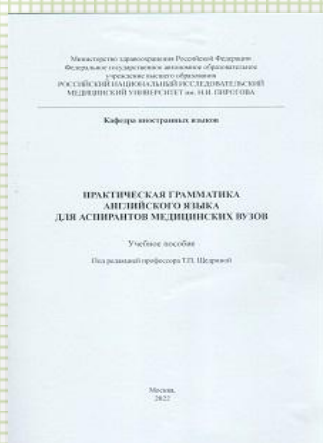 Министерство здравоохранения Российской Федерации
Федеральное государственное автономное образовательное
учреждение высшего образования
РОССИЙСКИЙ НАЦИОНАЛЬНЫЙ ИССЛЕДОВАТЕЛЬСКИЙ
МЕДИЦИНСКИЙ УНИВЕРСИТЕТ им. Н.И. ПИРОГОВА
Кафедра иностранных языков
ПРАКТИЧЕСКАЯ ГРАММАТИКА
АНГЛИЙСКОГО ЯЗЫКА
ДЛЯ АСПИРАНТОВ МЕДИЦИНСКИХ ВУЗОВ
Учебное пособие
Под редакцией профессора Т.П. Щедриной
Москва,
2022